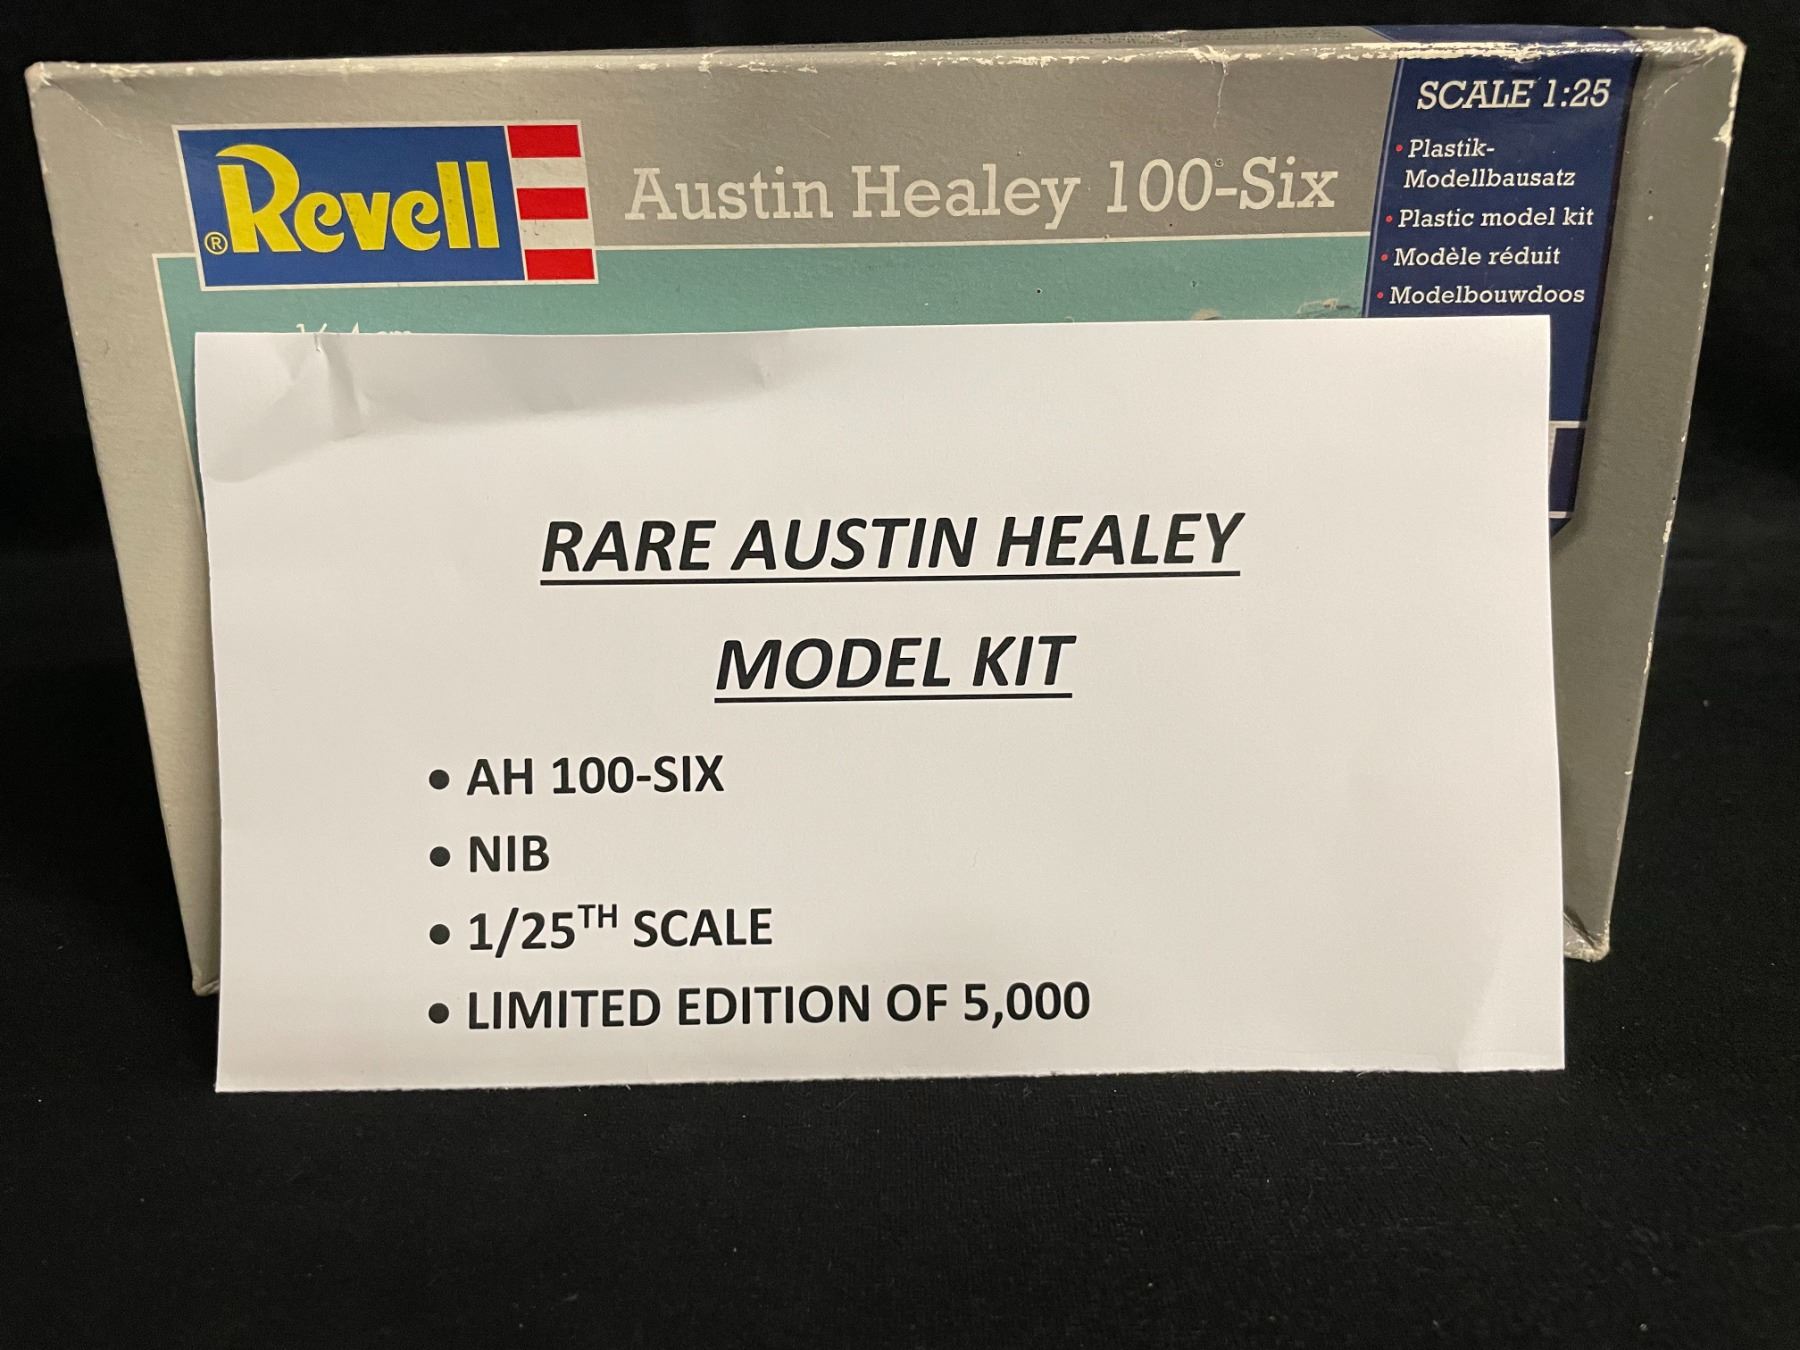 Revell
®
Austin Healey 100-Six
SCALE 1:25
• Plastik-
Modellbausatz
• Plastic model kit
• Modèle réduit
• Modelbouwdoos
RARE AUSTIN HEALEY
MODEL KIT
• AH 100-SIX
• NIB
• 1/25TH SCALE
• LIMITED EDITION OF 5,000